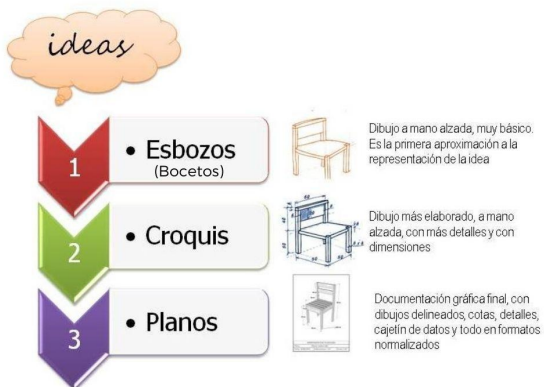 ideas
1
• Esbozos
(Bocetos)
Dibujo a mano alzada, muy básico.
Es la primera aproximación a la
representación de la idea
2
• Croquis
Dibujo más elaborado, a mano
alzada, con más detalles y con
dimensiones
3
• Planos
Documentación gráfica final, con
dibujos delineados, cotas, detalles,
cajetín de datos y todo en formatos
normalizados